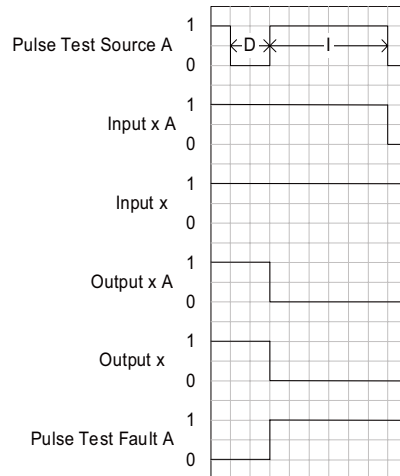 1
Pulse Test Source A
D
I
0
1
Input x A
0
1
Input x
0
1
Output x A
0
1
Output x
0
1
Pulse Test Fault A
0